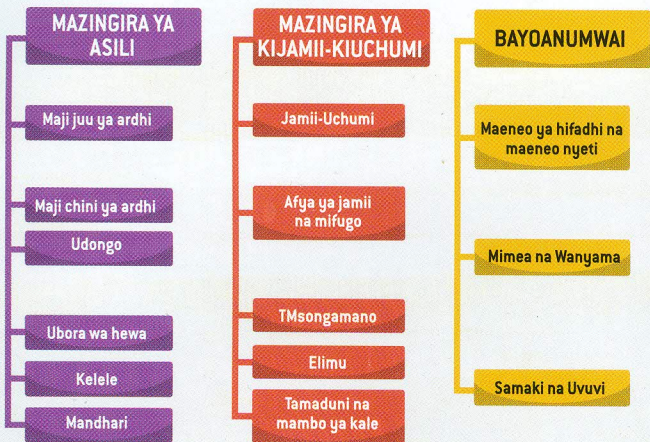 MAZINGIRA YA
ASILI
Maji juu ya ardhi
Maji chini ya ardhi
Udongo
Ubora wa hewa
Kelele
Mandhari
MAZINGIRA YA
KIJAMII-KIUCHUMI
Jamii-Uchumi
Afya ya jamii
na mifugo
TMsongamano
Elimu
Tamaduni na
mambo ya kale
BAYOANUMWAI
Maeneo ya hifadhi na
maeneo nyeti
Mimea na Wanyama
Samaki na Uvuvi